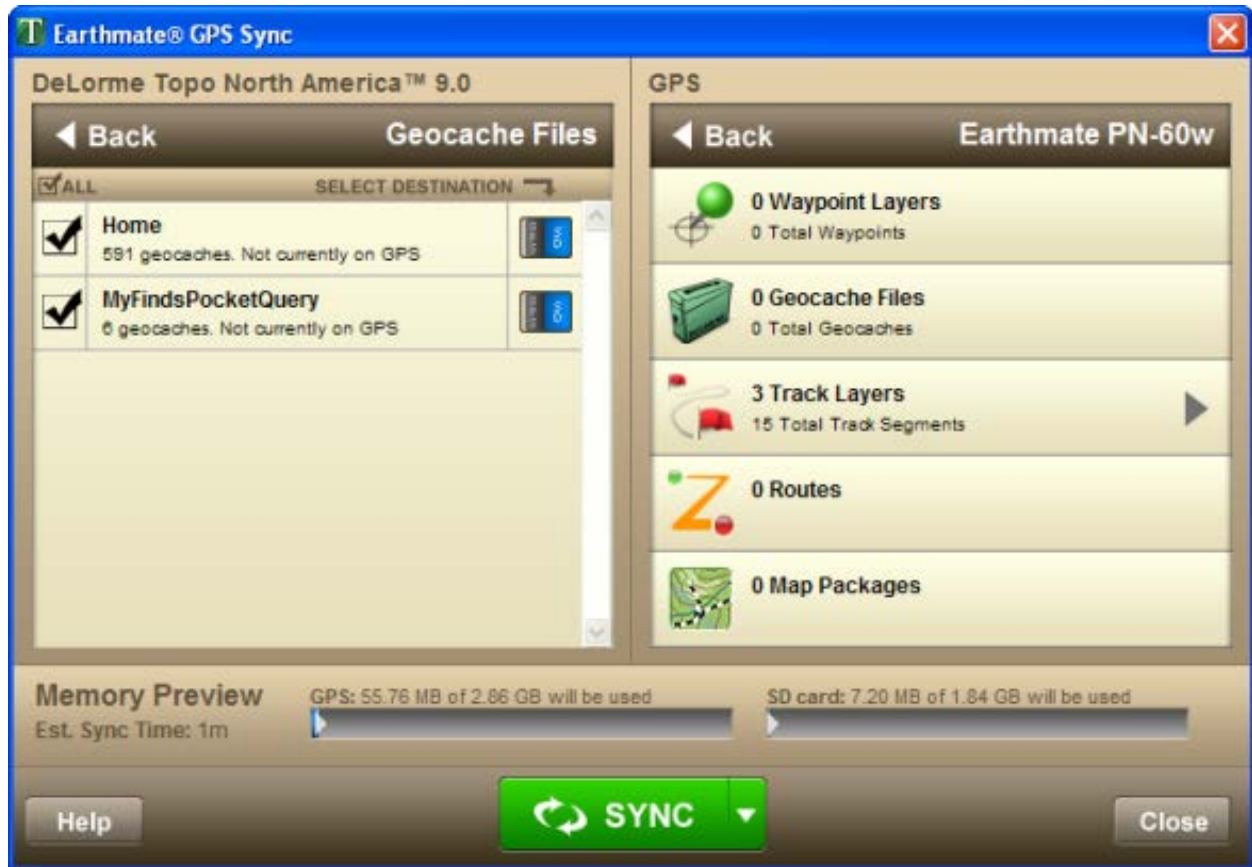 Earthmate® GPS Sync
DeLorme Topo North America™ 9.0
Back
Geocache Files
ALL
SELECT DESTINATION
Home
591 geocaches. Not currently on GPS
MyFindsPocketQuery
6 geocaches. Not currently on GPS
GPS
Back
Earthmate PN-60w
0 Waypoint Layers
0 Total Waypoints
0 Geocache Files
0 Total Geocaches
3 Track Layers
15 Total Track Segments
0 Routes
0 Map Packages
Memory Preview
Est. Sync Time: 1m
GPS: 55.76 MB of 2.86 GB will be used
SD card: 7.20 MB of 1.84 GB will be used
Help
SYNC
Close